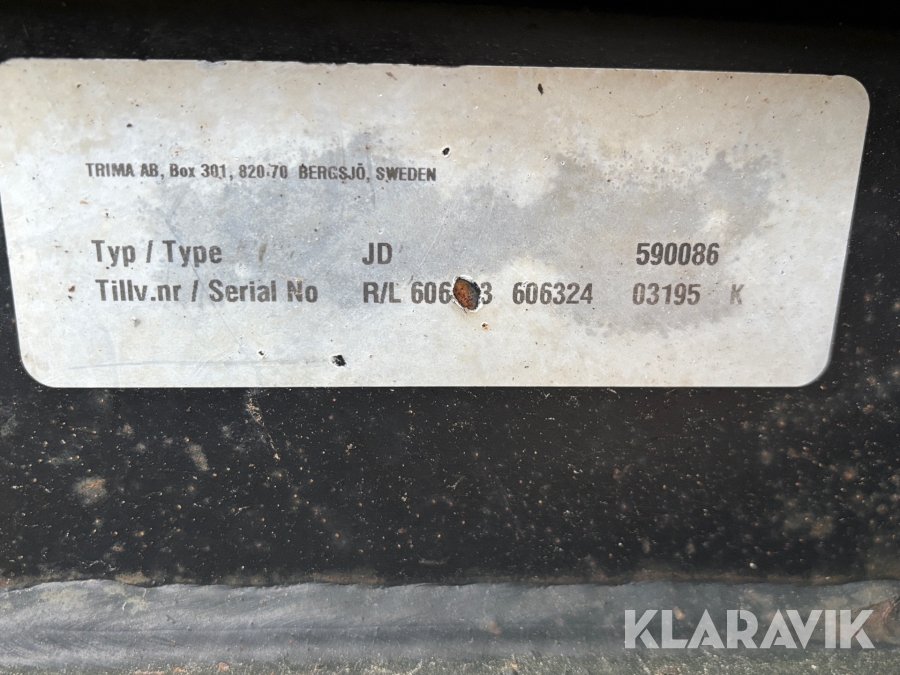 TRIMA AB, Box 301, 820 70 BERGSJÖ, SWEDEN
Typ / Type JD 590086
Tillv.nr / Serial No R/L 606324 03195 K
KLARAVIK